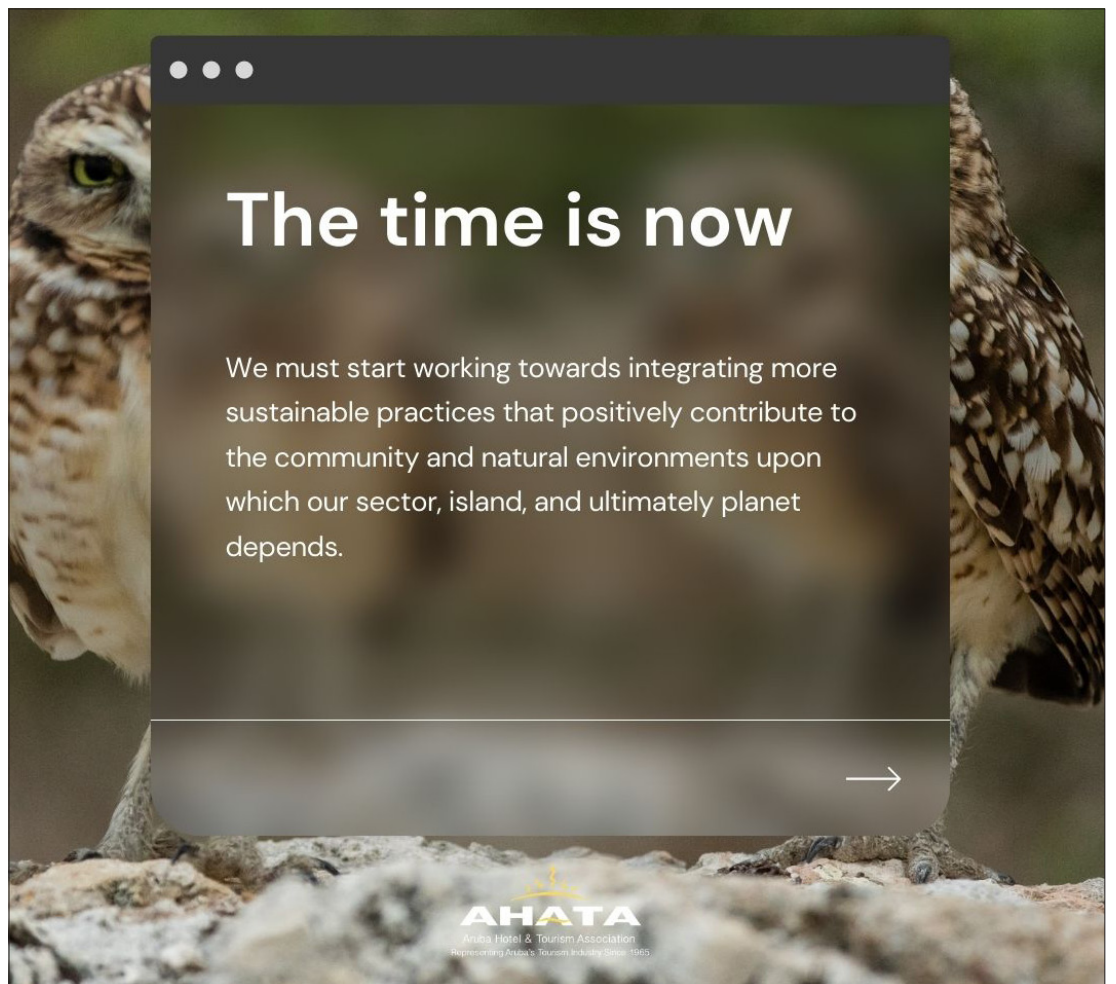 The time is now
We must start working towards integrating more
sustainable practices that positively contribute to
the community and natural environments upon
which our sector, island, and ultimately planet
depends.
AHATA
Aruba Hotel & Tourism Association
Representing Aruba's Tourism Industry Since 1965